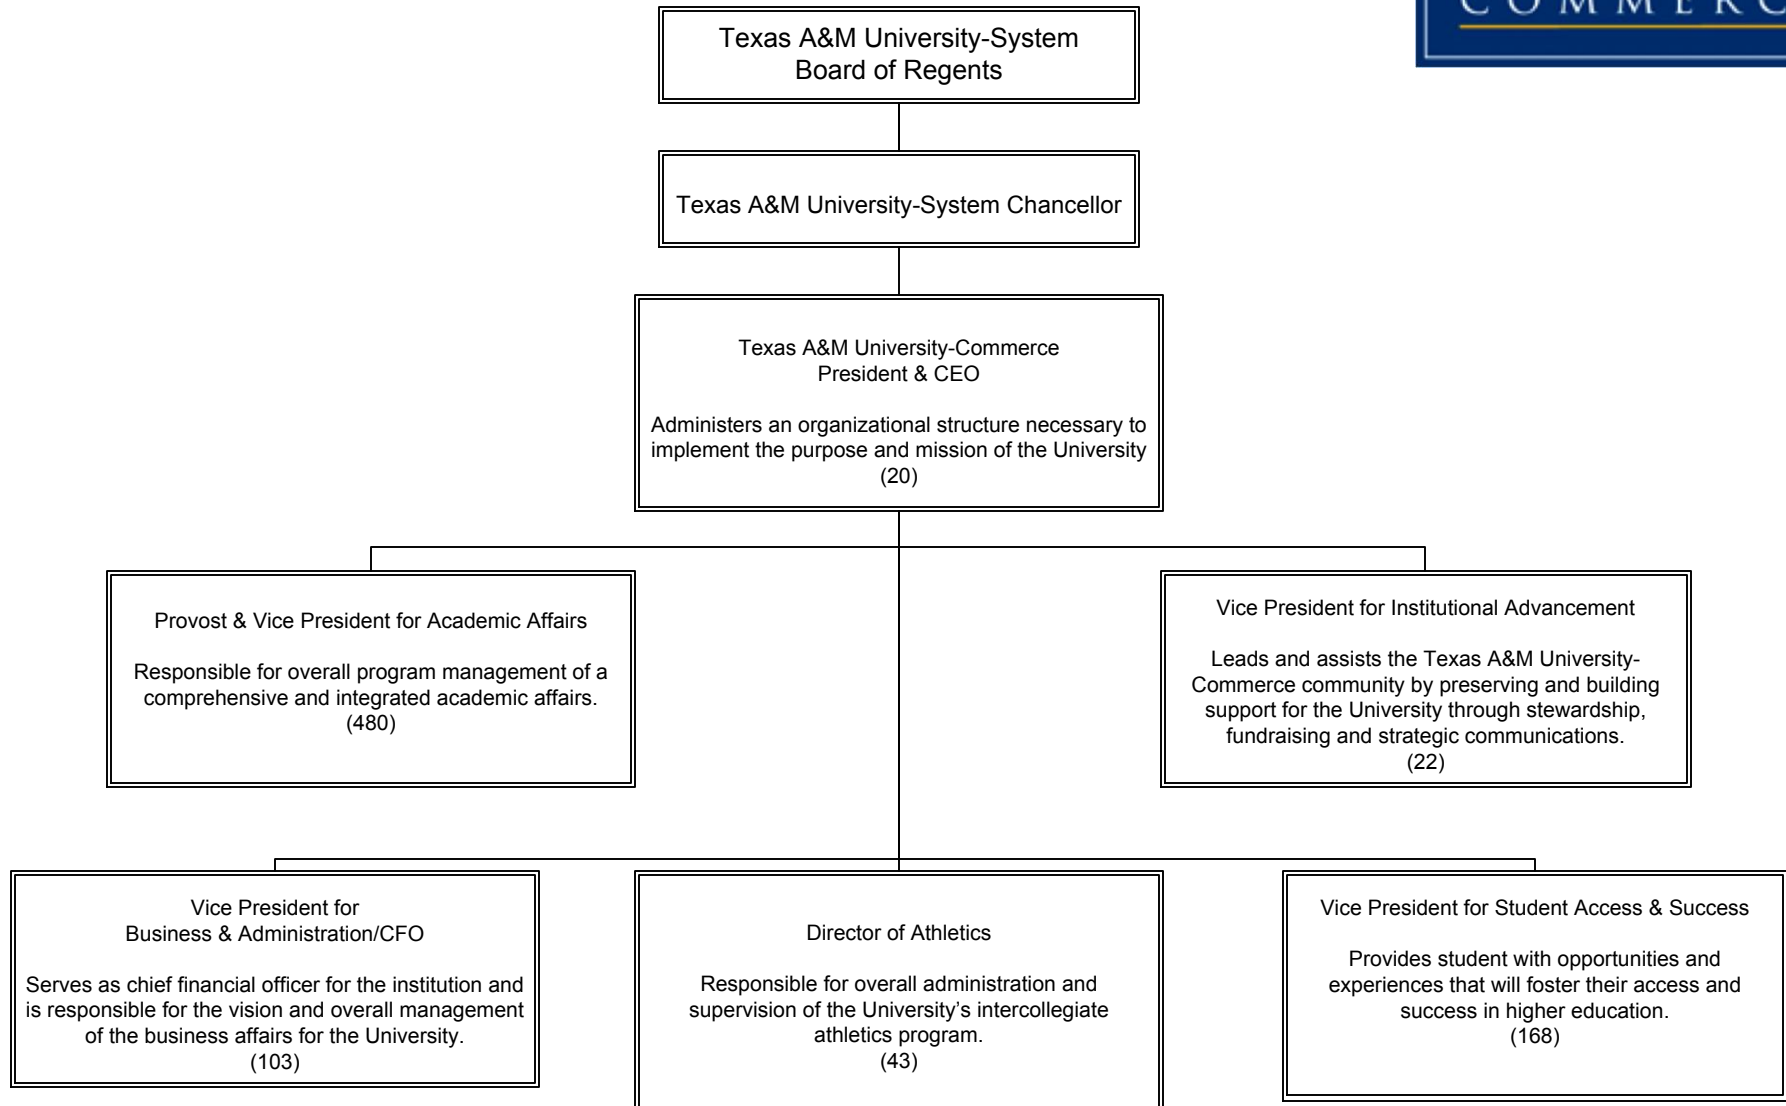 COMMERC
Texas A&M University-System
Board of Regents
Texas A&M University-System Chancellor
Texas A&M University-Commerce
President & CEO
Administers an organizational structure necessary to
implement the purpose and mission of the University
(20)
Provost & Vice President for Academic Affairs
Responsible for overall program management of a
comprehensive and integrated academic affairs.
(480)
Vice President for Institutional Advancement
Leads and assists the Texas A&M University-
Commerce community by preserving and building
support for the University through stewardship,
fundraising and strategic communications.
(22)
Vice President for
Business & Administration/CFO
Serves as chief financial officer for the institution and
is responsible for the vision and overall management
of the business affairs for the University.
(103)
Director of Athletics
Responsible for overall administration and
supervision of the University’s intercollegiate
athletics program.
(43)
Vice President for Student Access & Success
Provides student with opportunities and
experiences that will foster their access and
success in higher education.
(168)